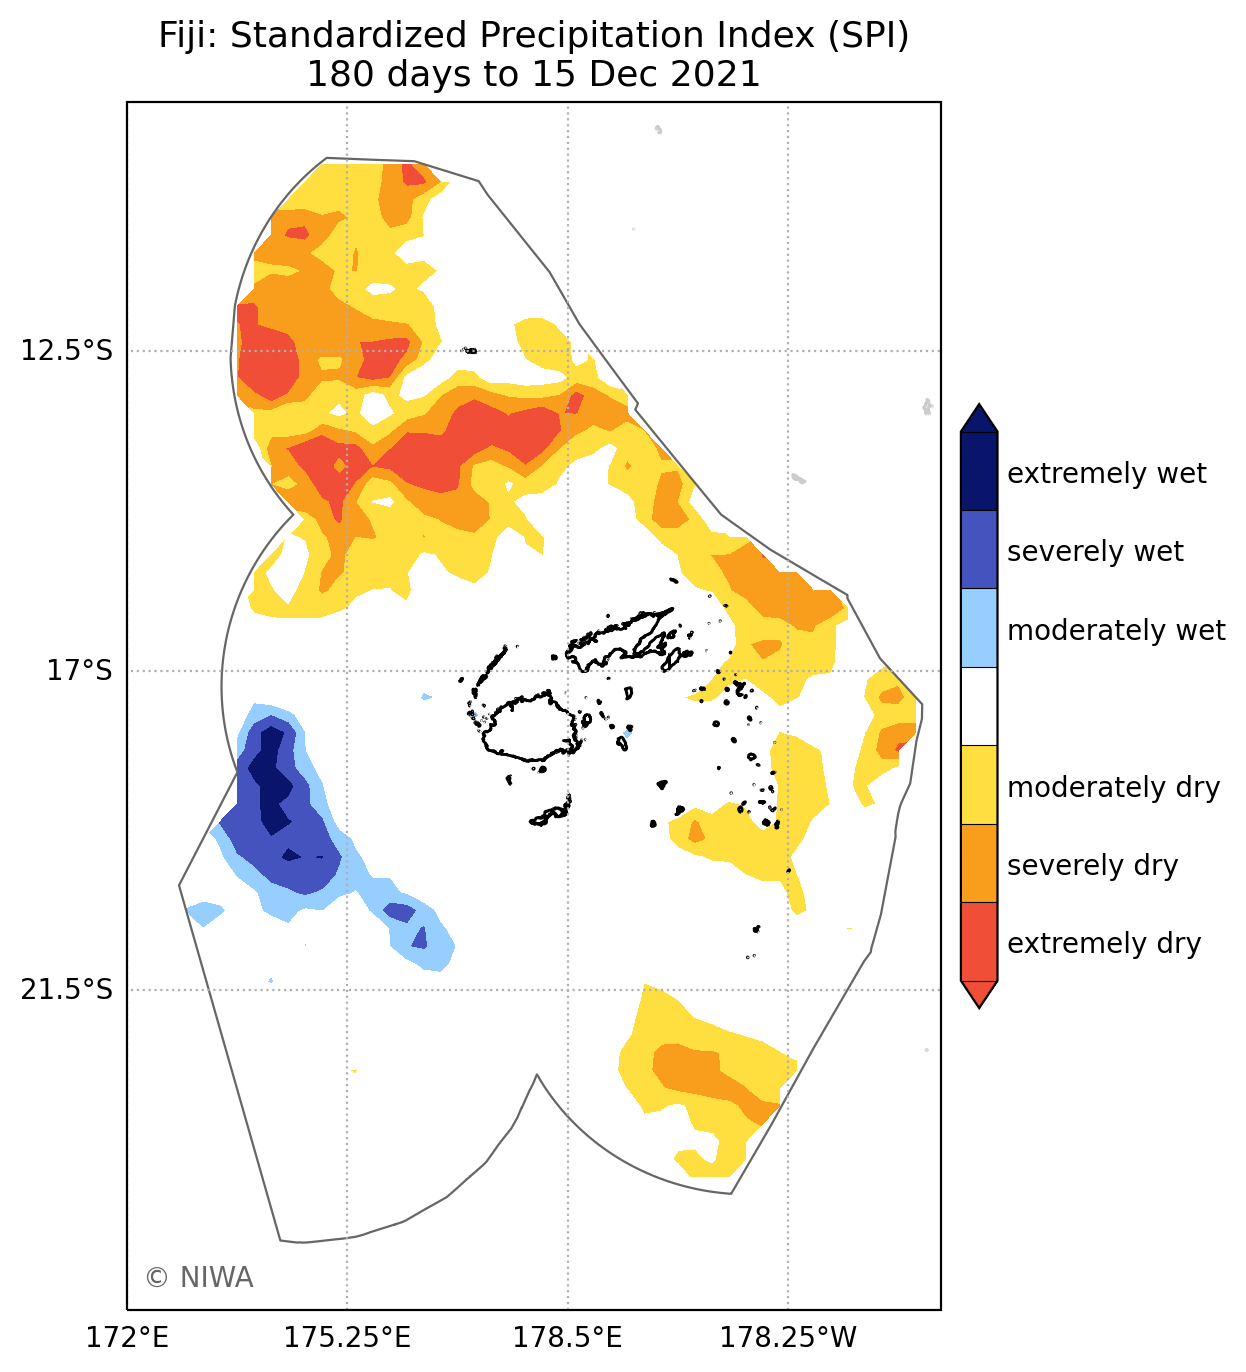 Fiji: Standardized Precipitation Index (SPI)
180 days to 15 Dec 2021
12.5°S
17°S
21.5°S
172°E
175.25°E
178.5°E
178.25°W
extremely wet
severely wet
moderately wet
moderately dry
severely dry
extremely dry
© NIWA